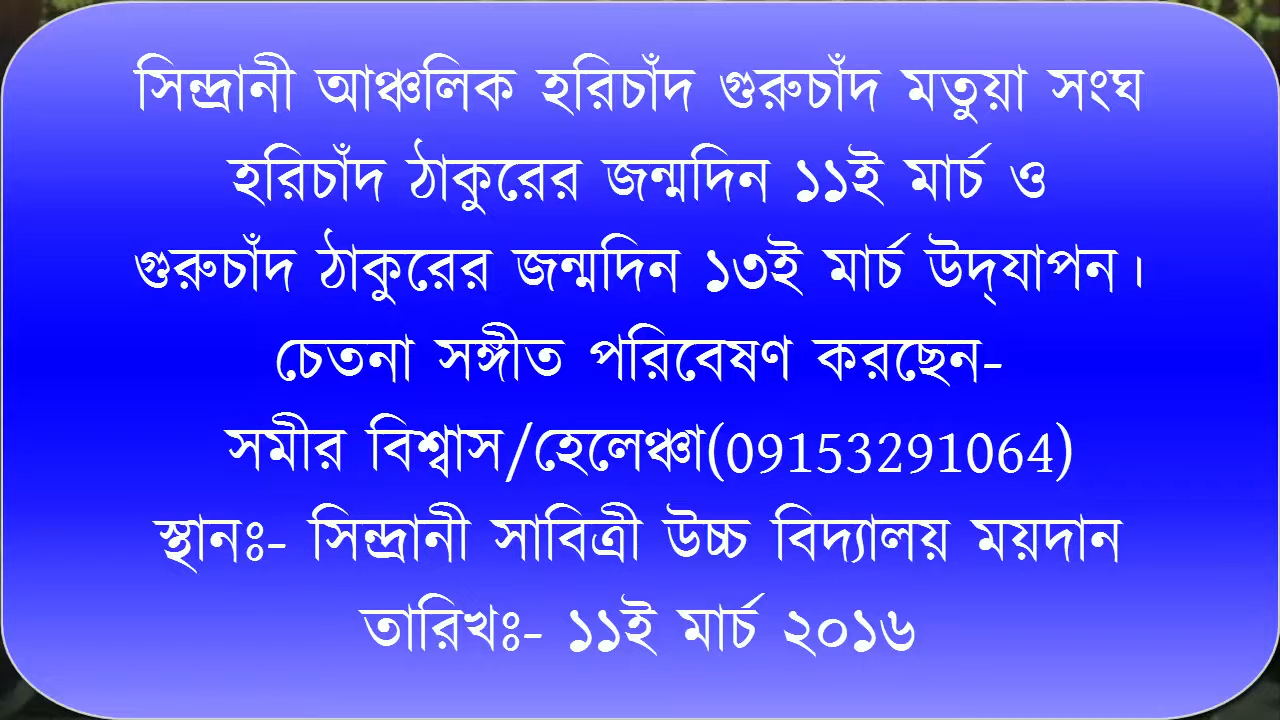 সিন্দ্রানী আঞ্চলিক হরিচাঁদ গুরুচাঁদ মতুয়া সংঘ
হরিচাঁদ ঠাকুরের জন্মদিন ১১ই মার্চ ও
গুরুচাঁদ ঠাকুরের জন্মদিন ১৩ই মার্চ উদ্‌যাপন।
চেতনা সঙ্গীত পরিবেষণ করছেন-
সমীর বিশ্বাস/হেলেঞ্চা(09153291064)
স্থানঃ- সিন্দ্রানী সাবিত্রী উচ্চ বিদ্যালয় ময়দান
তারিখঃ- ১১ই মার্চ ২০১৬